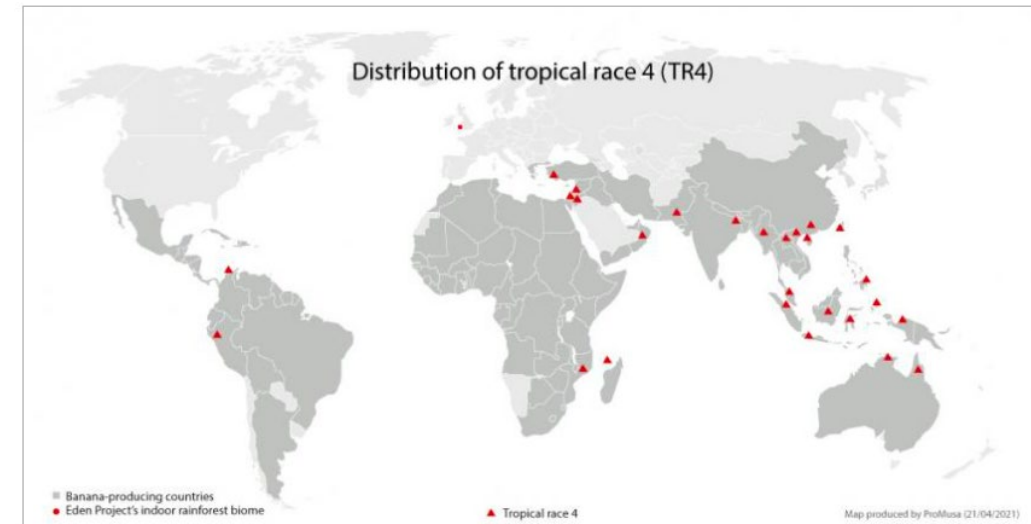 Distribution of tropical race 4 (TR4)
Banana-producing countries
Eden Project's indoor rainforest biome
Tropical race 4
Map produced by ProMusa (21/04/2021)